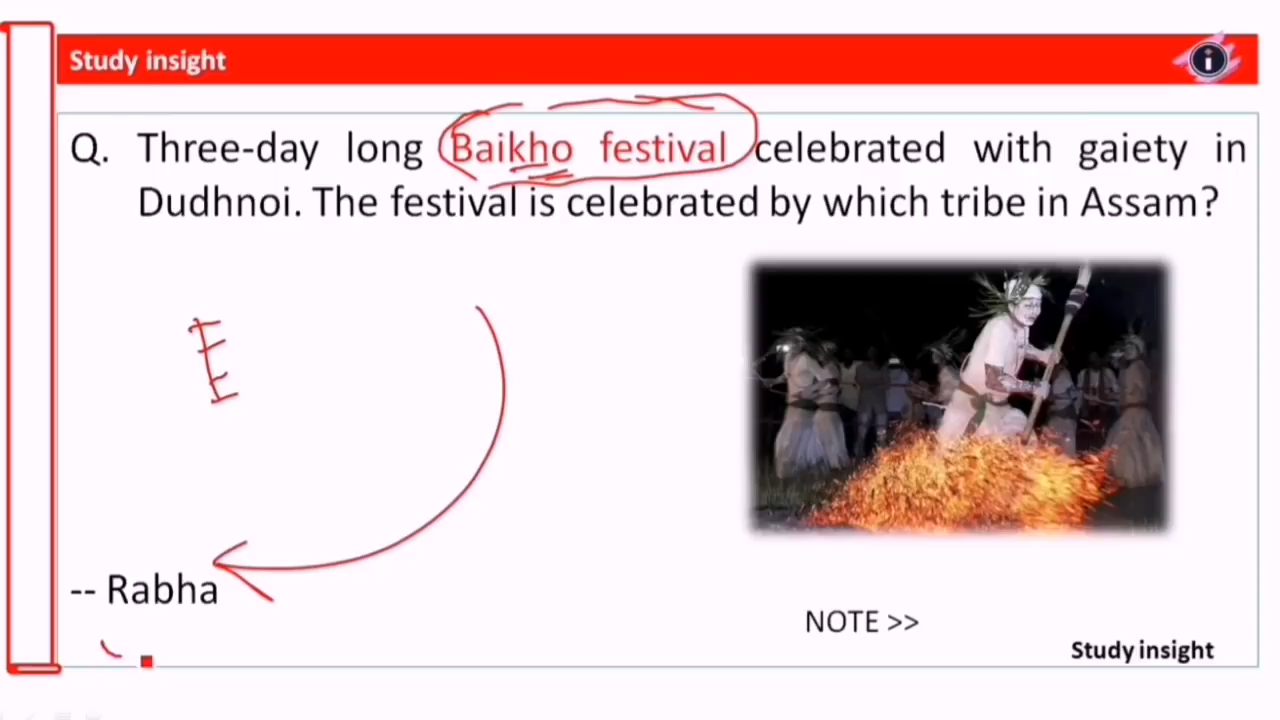 Study insight
Q. Three-day long Baikho festival celebrated with gaiety in
Dudhnoi. The festival is celebrated by which tribe in Assam?
-- Rabha
NOTE >>
Study insight